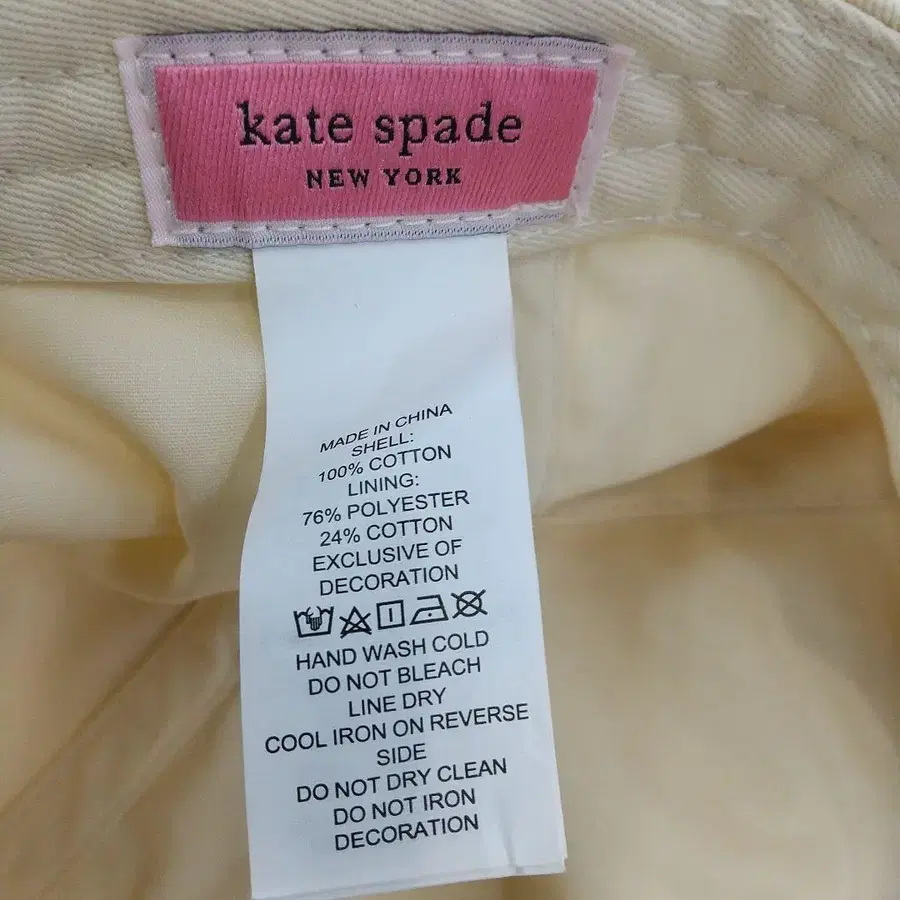 kate spade
NEW YORK
MADE IN CHINA
SHELL:
100% COTTON
LINING:
76% POLYESTER
24% COTTON
EXCLUSIVE OF
DECORATION
HAND WASH COLD
DO NOT BLEACH
LINE DRY
COOL IRON ON REVERSE
SIDE
DO NOT DRY CLEAN
DO NOT IRON
DECORATION